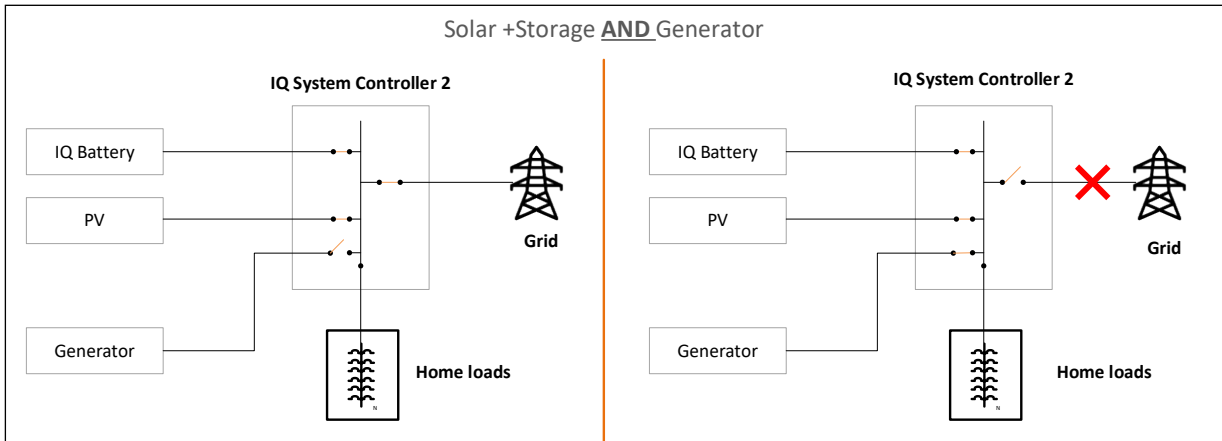 Solar +Storage AND Generator
IQ System Controller 2
IQ Battery
PV
Grid
Generator
Home loads
N
IQ System Controller 2
IQ Battery
PV
Grid
Generator
Home loads
N